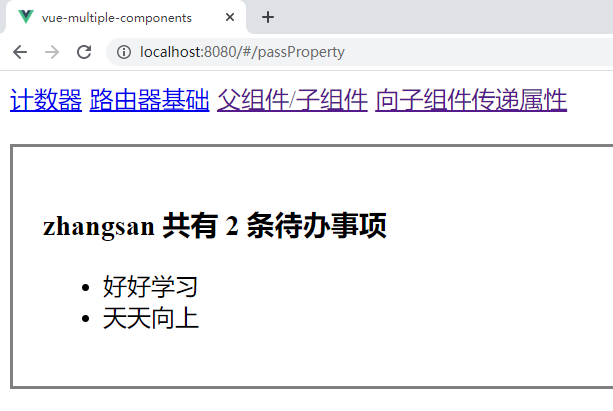 vue-multiple-components
localhost:8080/#/passProperty
计数器 路由器基础 父组件/子组件 向子组件传递属性
zhangsan 共有 2 条待办事项
• 好好学习
• 天天向上